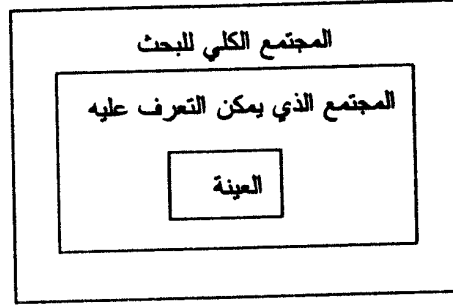 المجتمع الكلي للبحث
المجتمع الذي يمكن التعرف عليه
العينة